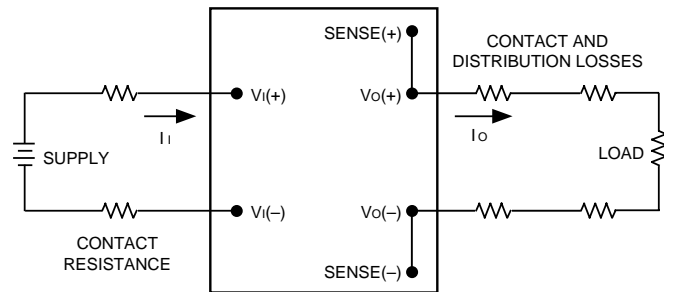 SENSE(+)
CONTACT AND
DISTRIBUTION LOSSES
VI(+)
VO(+)
II
IO
SUPPLY
LOAD
VI(–)
VO(–)
CONTACT
RESISTANCE
SENSE(–)